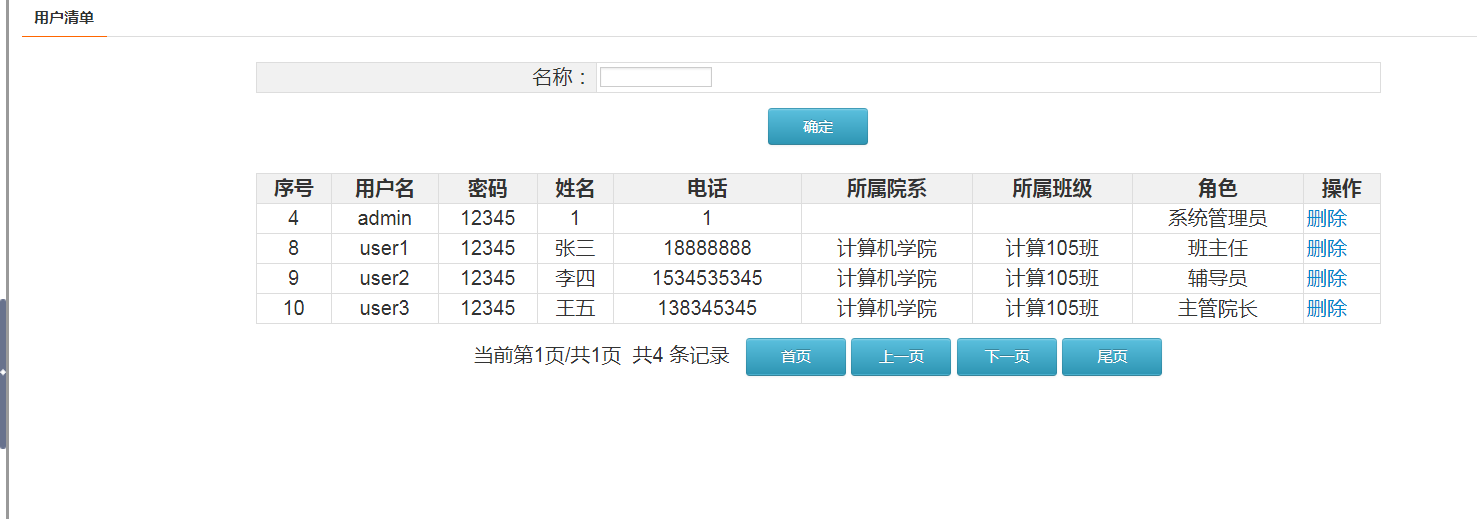 用户清单
名称：
确定
序号 用户名 密码 姓名 电话 所属院系 所属班级 角色 操作
4 admin 12345 1 1 系统管理员 删除
8 user1 12345 张三 18888888 计算机学院 计算105班 班主任 删除
9 user2 12345 李四 1534535345 计算机学院 计算105班 辅导员 删除
10 user3 12345 王五 138345345 计算机学院 计算105班 主管院长 删除
当前第1页/共1页 共4 条记录 首页 上一页 下一页 尾页